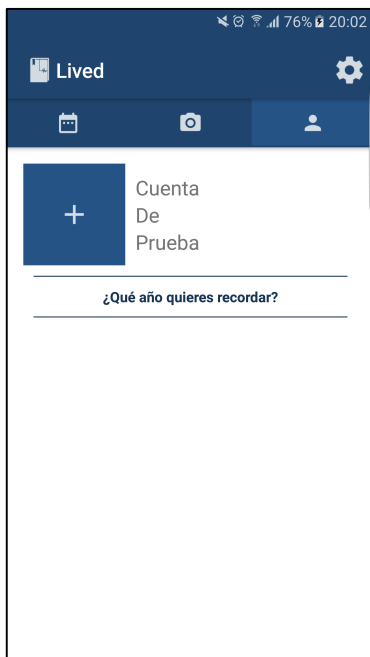 76% 20:02
Lived
Cuenta
De
Prueba
¿Qué año quieres recordar?